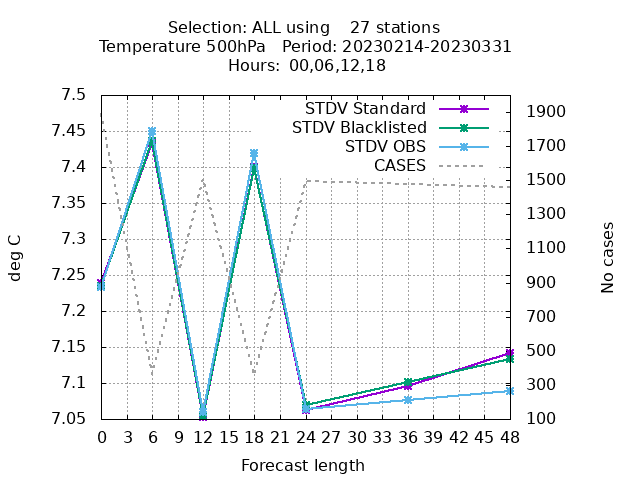 Selection: ALL using    27 stations
Temperature 500hPa   Period: 20230214-20230331
Hours: 00,06,12,18
STDV Standard
STDV Blacklisted
STDV OBS
CASES
7.5
7.45
7.4
7.35
7.3
7.25
7.2
7.15
7.1
7.05
deg C
1900
1700
1500
1300
1100
900
700
500
300
100
No cases
0 3 6 9 12 15 18 21 24 27 30 33 36 39 42 45 48
Forecast length